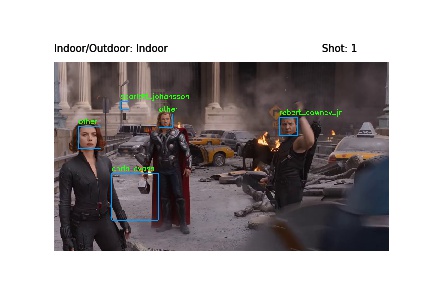 Indoor/Outdoor: Indoor
Shot: 1
scarlett_johansson
other
other
robert_downey_jr
chris_evans